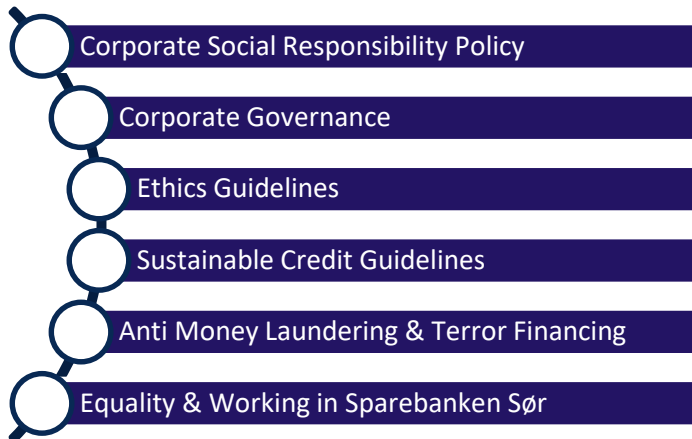 Corporate Social Responsibility Policy
Corporate Governance
Ethics Guidelines
Sustainable Credit Guidelines
Anti Money Laundering & Terror Financing
Equality & Working in Sparebanken Sør